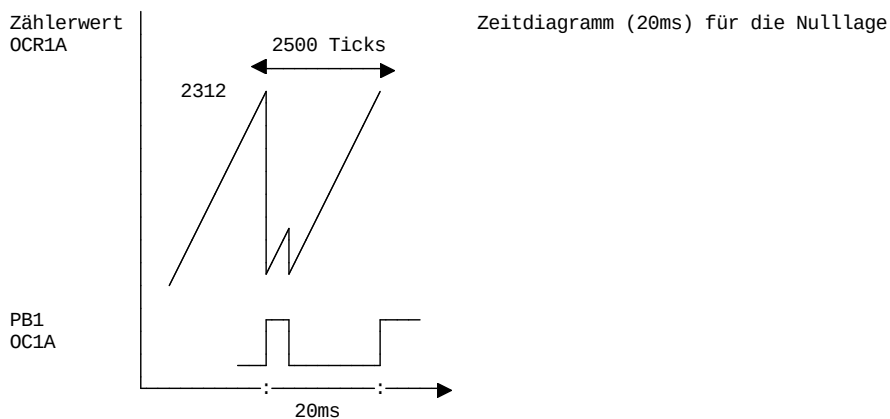 Zählerwert
OCR1A
Zeitdiagramm (20ms) für die Nulllage
2500 Ticks
2312
PB1
OC1A
: :
20ms